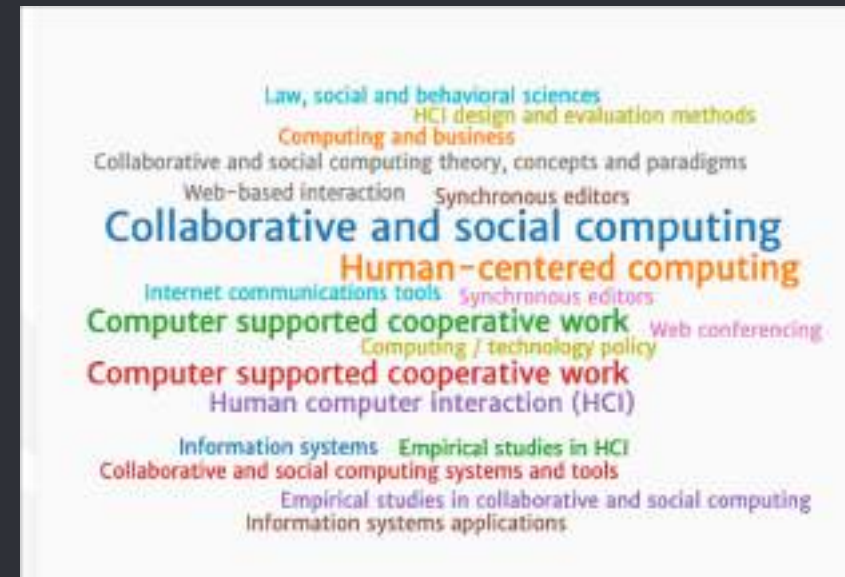 Law, social and behavioral sciences
HCI design and evaluation methods
Computing and business
Collaborative and social computing theory, concepts and paradigms
Web-based interaction
Synchronous editors
Collaborative and social computing
Human-centered computing
Internet communications tools
Synchronous editors
Computer supported cooperative work
Web conferencing
Computing / technology policy
Computer supported cooperative work
Human computer interaction (HCI)
Information systems
Empirical studies in HCI
Collaborative and social computing systems and tools
Empirical studies in collaborative and social computing
Information systems applications